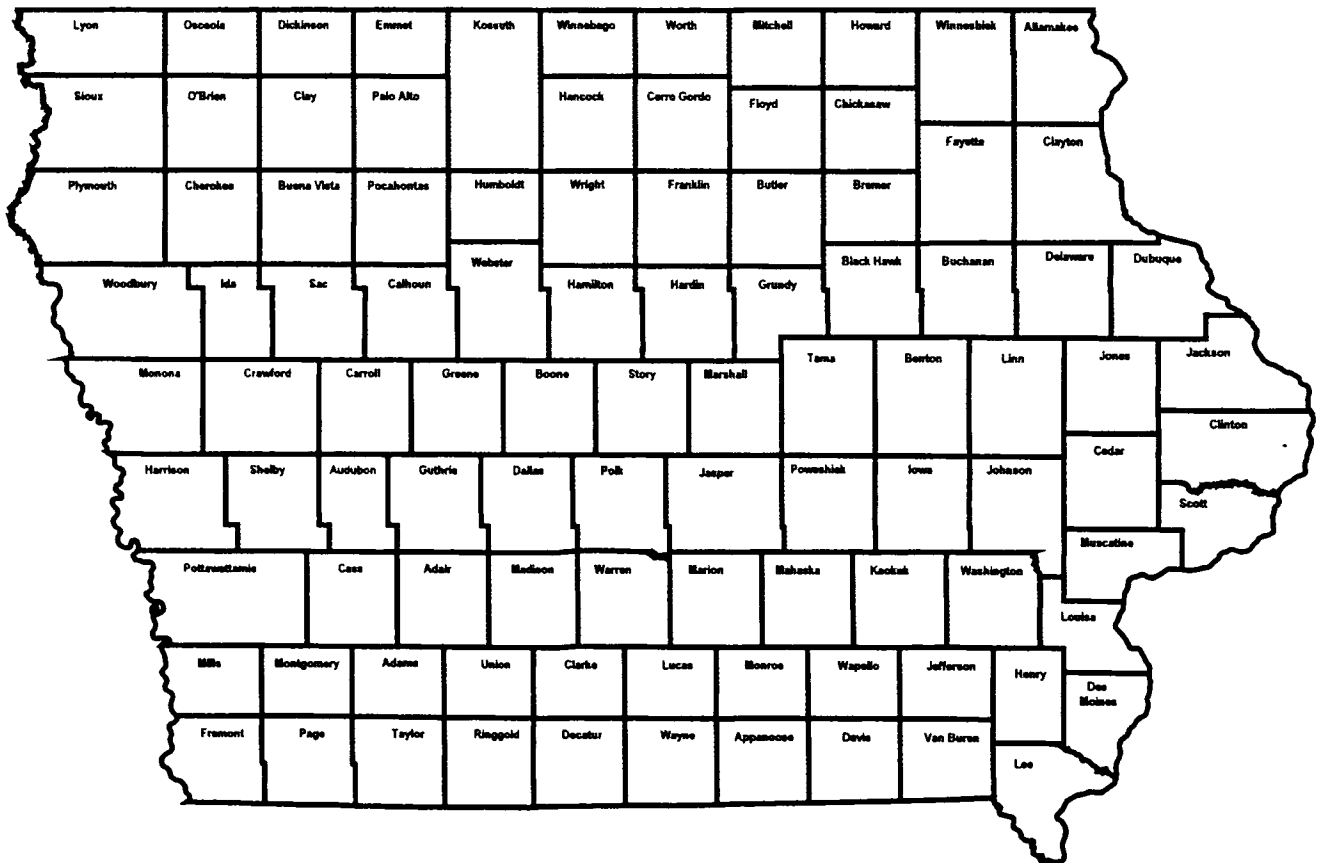 Lyon
Osceola
Dickinson
Emmet
Kossuth
Winnebago
Worth
Mitchell
Howard
Winneshiek
Allamakee
Sioux
O'Brien
Clay
Palo Alto
Hancock
Cerro Gordo
Floyd
Chickasaw
Fayette
Clayton
Plymouth
Cherokee
Buena Vista
Pocahontas
Humboldt
Wright
Franklin
Butler
Bremer
Webster
Black Hawk
Buchanan
Delaware
Dubuque
Woodbury
Ida
Sac
Calhoun
Hamilton
Hardin
Grundy
Monona
Crawford
Carroll
Greene
Boone
Story
Marshall
Tama
Benton
Linn
Jones
Jackson
Clinton
Cedar
Harrison
Shelby
Audubon
Guthrie
Dallas
Polk
Jasper
Poweshiek
Iowa
Johnson
Scott
Muscatine
Pottawattamie
Cass
Adair
Madison
Warren
Marion
Mahaska
Keokuk
Washington
Louisa
Mills
Montgomery
Adams
Union
Clarke
Lucas
Monroe
Wapello
Jefferson
Henry
Des
Moines
Fremont
Page
Taylor
Ringgold
Decatur
Wayne
Appanoose
Davis
Van Buren
Lee